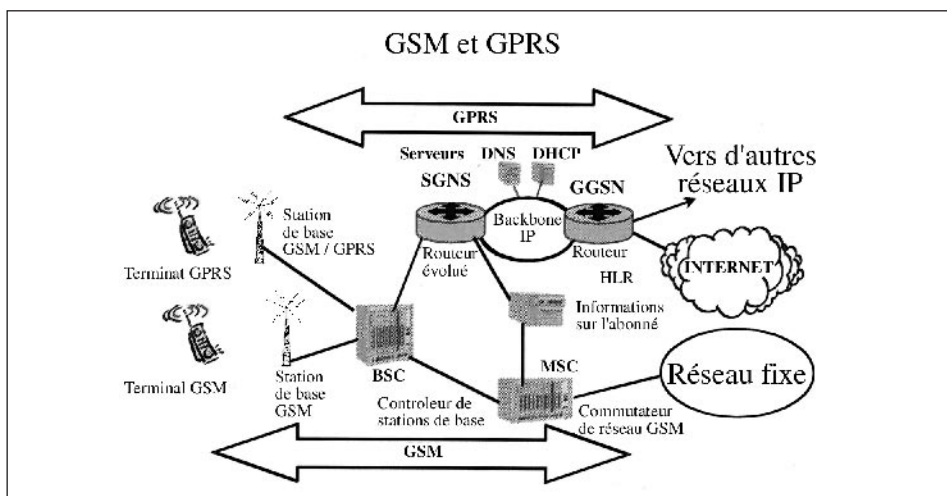 GSM et GPRS
GPRS
Serveurs DNS DHCP
SGNS
GGSN
Vers d'autres
réseaux IP
Backbone
IP
Station
de base
GSM / GPRS
Terminat GPRS
Routeur
évolué
Routeur
HLR
INTERNET
Informations
sur l'abonné
Terminal GSM
Station
de base
GSM
BSC
Controleur de
stations de base
MSC
Commutateur
de réseau GSM
Réseau fixe
GSM